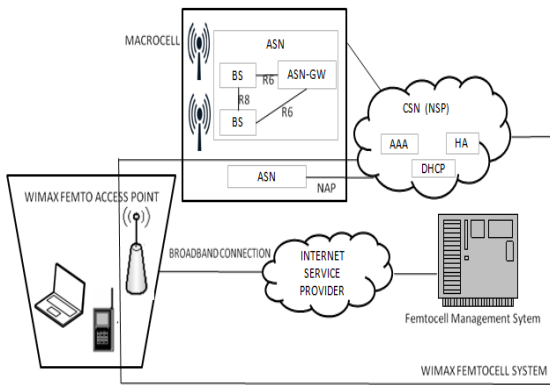 MACROCELL
ASN
BS
R6
ASN-GW
R8
R6
BS
ASN
NAP
CSN (NSP)
AAA
HA
DHCP
WIMAX FEMTO ACCESS POINT
BROADBAND CONNECTION
INTERNET
SERVICE
PROVIDER
Femtocell Management Sytem
WIMAX FEMTOCELL SYSTEM